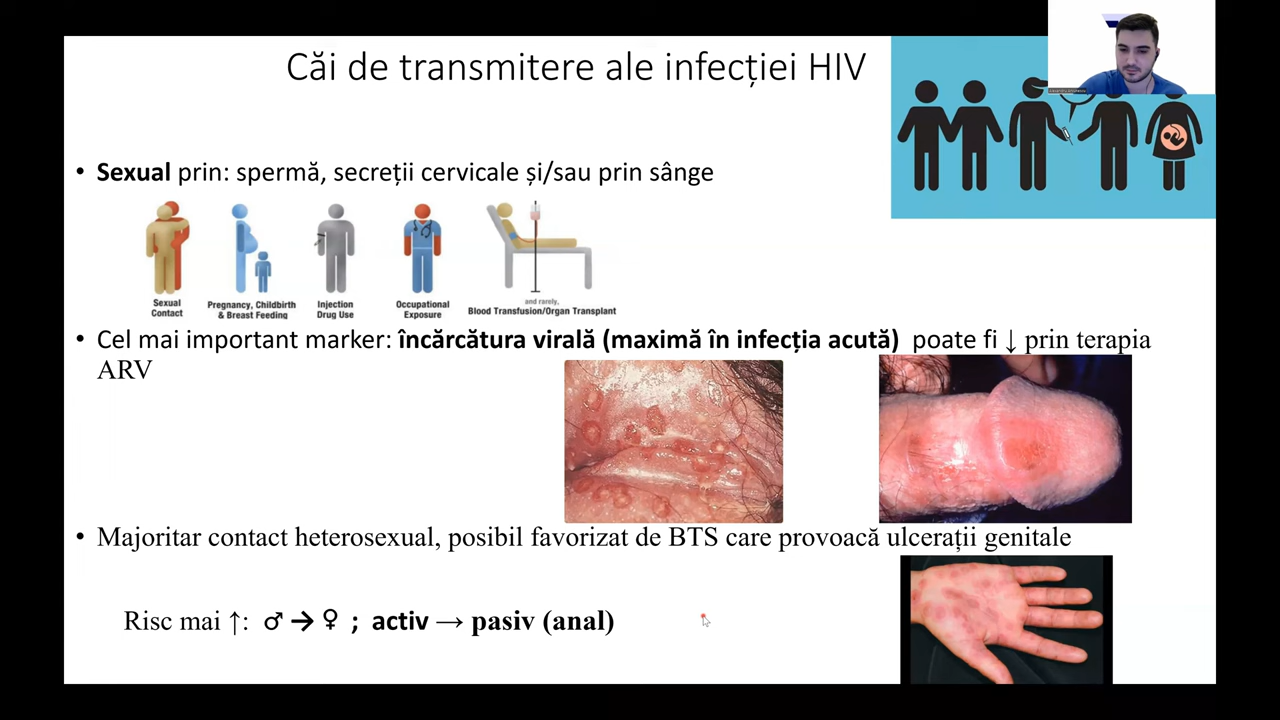 Căi de transmitere ale infecției HIV
• Sexual prin: spermă, secreții cervicale și/sau prin sânge
Sexual Contact
Pregnancy, Childbirth & Breast Feeding
Injection Drug Use
Occupational Exposure
and rarely,
Blood Transfusion/Organ Transplant
• Cel mai important marker: încărcătura virală (maximă în infecția acută) poate fi ↓ prin terapia
ARV
• Majoritar contact heterosexual, posibil favorizat de BTS care provoacă ulcerații genitale
Risc mai ↑: ♂ → ♀ ; activ → pasiv (anal)